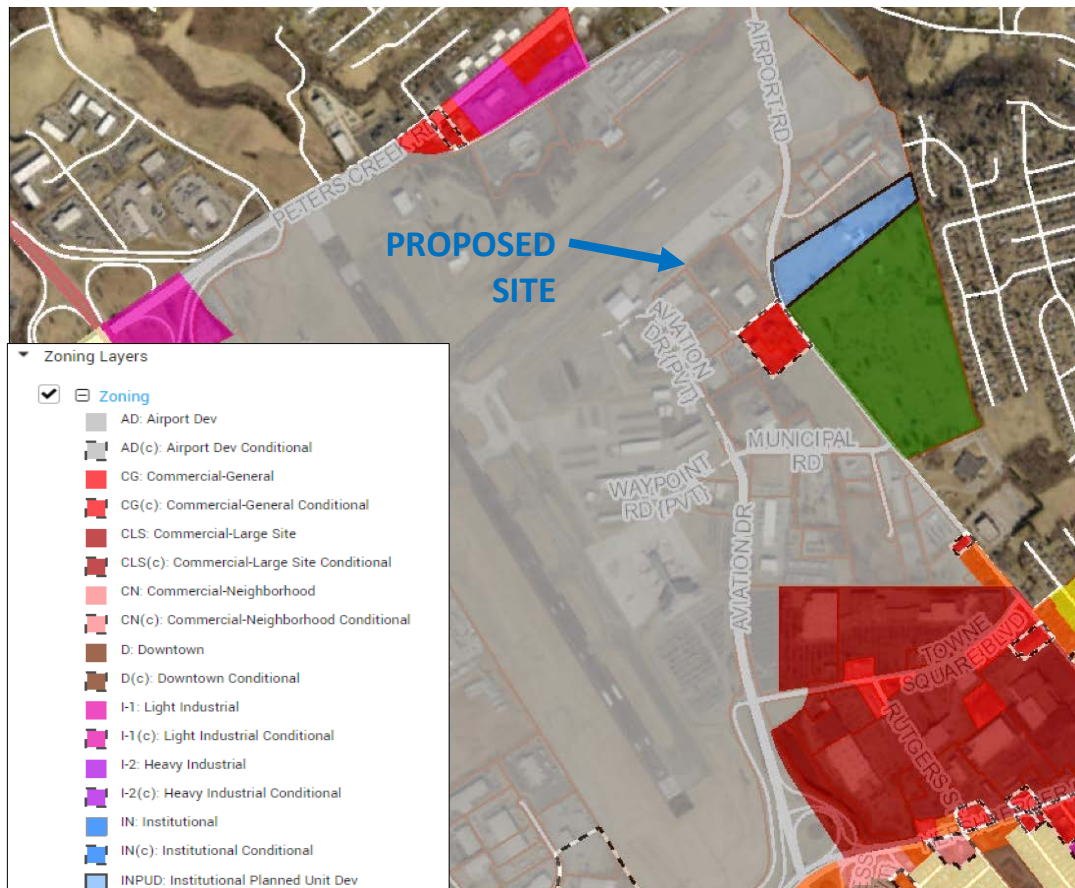 AIRPORT RD
PETERS CREEK RD
PROPOSED
SITE
AVIATION
DR (PVT)
MUNICIPAL
RD
WAYPOINT
RD (PVT)
AVIATION DR
TOWNE
SQUARE BLVD
RUTGERS S
Zoning Layers
Zoning
AD: Airport Dev
AD(c): Airport Dev Conditional
CG: Commercial-General
CG(c): Commercial-General Conditional
CLS: Commercial-Large Site
CLS(c): Commercial-Large Site Conditional
CN: Commercial-Neighborhood
CN(c): Commercial-Neighborhood Conditional
D: Downtown
D(c): Downtown Conditional
I-1: Light Industrial
I-1(c): Light Industrial Conditional
I-2: Heavy Industrial
I-2(c): Heavy Industrial Conditional
IN: Institutional
IN(c): Institutional Conditional
INPUD: Institutional Planned Unit Dev